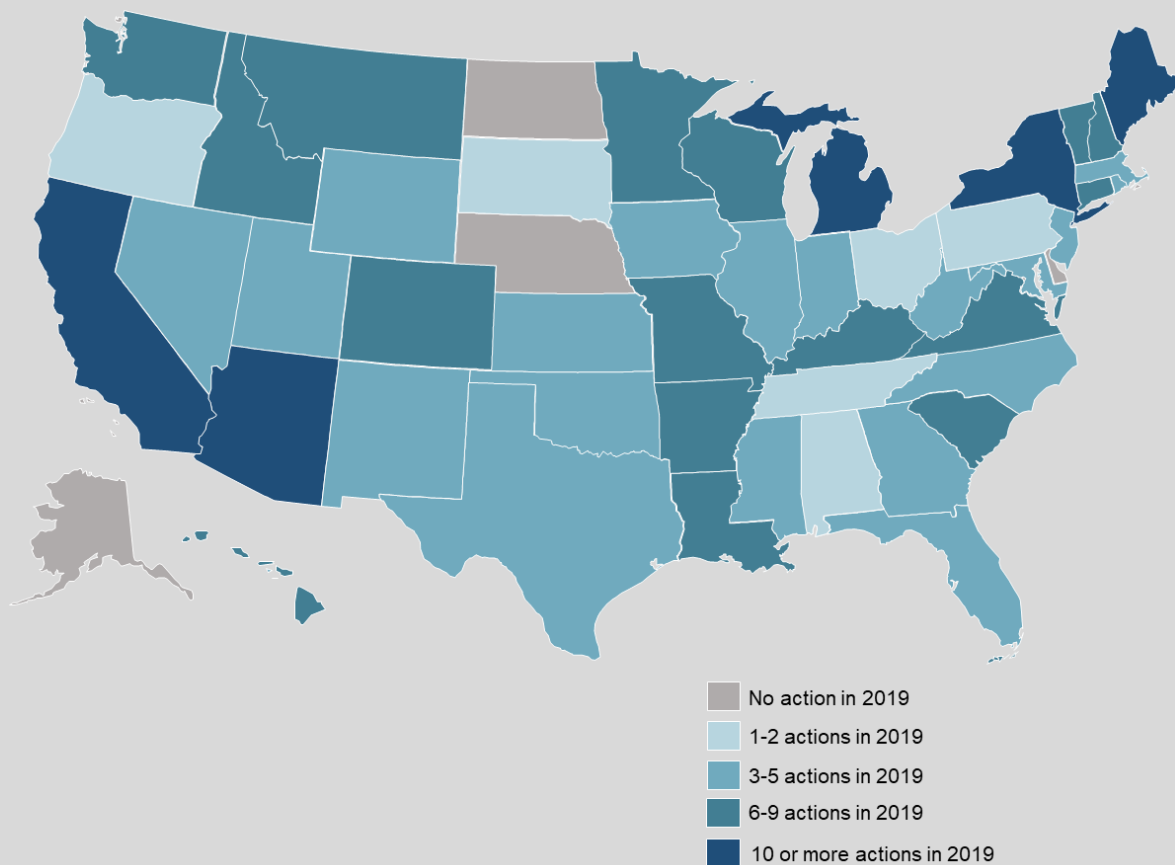 No action in 2019
1-2 actions in 2019
3-5 actions in 2019
6-9 actions in 2019
10 or more actions in 2019